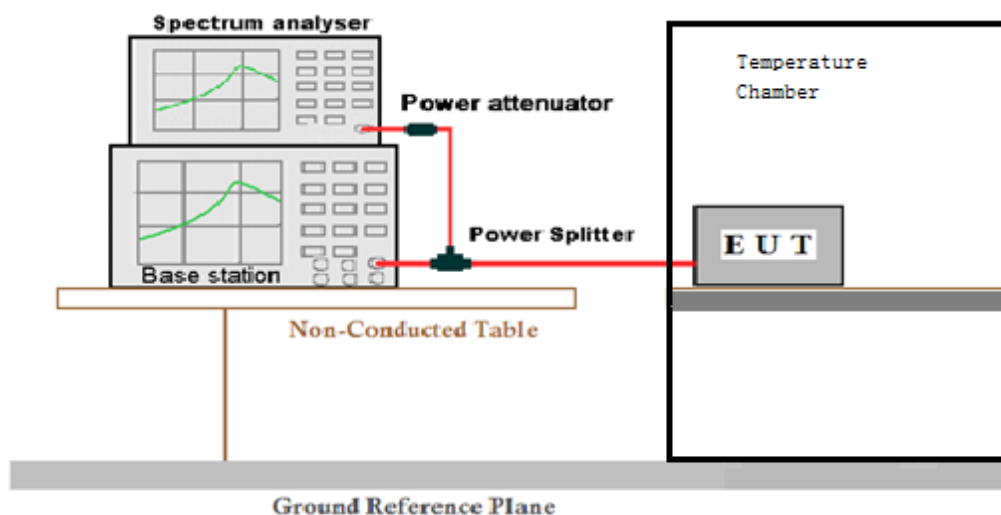 Spectrum analyser
Temperature
Chamber
Power attenuator
Power Splitter
E U T
Base station
Non-Conducted Table
Ground Reference Plane